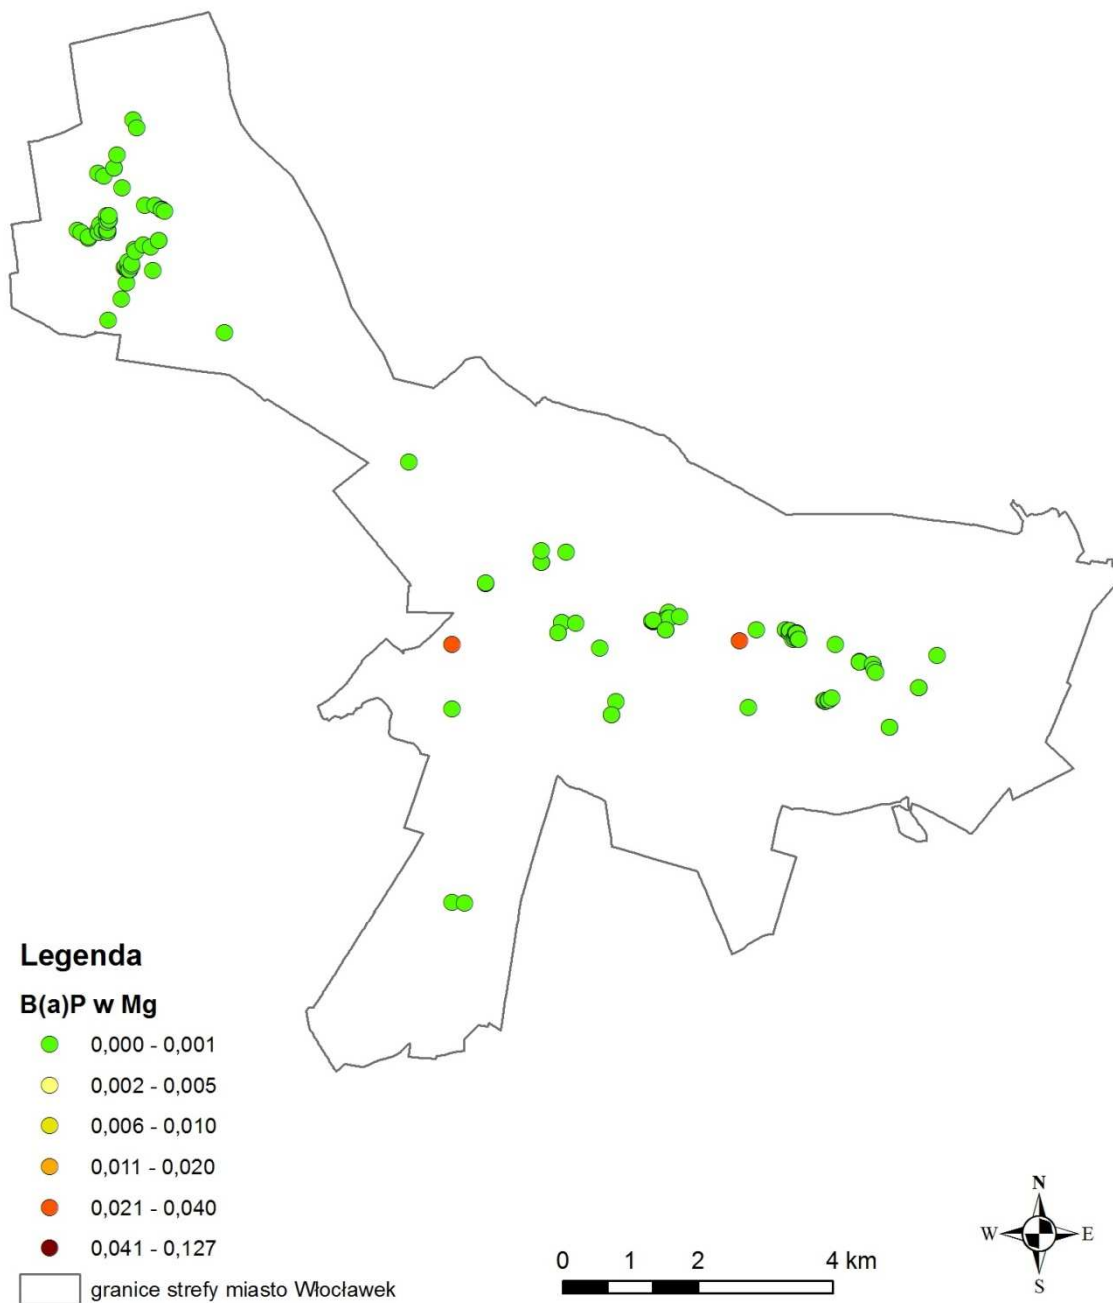 Legenda
B(a)P w Mg
0,000 - 0,001
0,002 - 0,005
0,006 - 0,010
0,011 - 0,020
0,021 - 0,040
0,041 - 0,127
granice strefy miasto Włocławek
0 1 2 4 km
N
W E
S